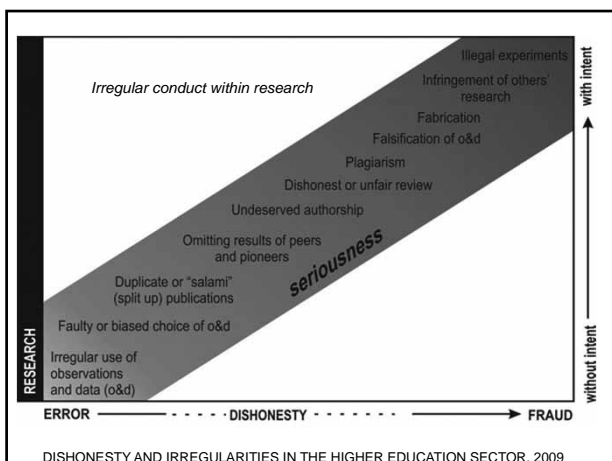 Irregular conduct within research
Illegal experiments
Infringement of others'
research
Fabrication
Falsification of o&d
Plagiarism
Dishonest or unfair review
Undeserved authorship
Omitting results of peers
and pioneers
Duplicate or "salami"
(split up) publications
Faulty or biased choice of o&d
Irregular use of
observations
and data (o&d)
seriousness
RESEARCH
with intent
without intent
ERROR DISHONESTY FRAUD
DISHONESTY AND IRREGULARITIES IN THE HIGHER EDUCATION SECTOR, 2009